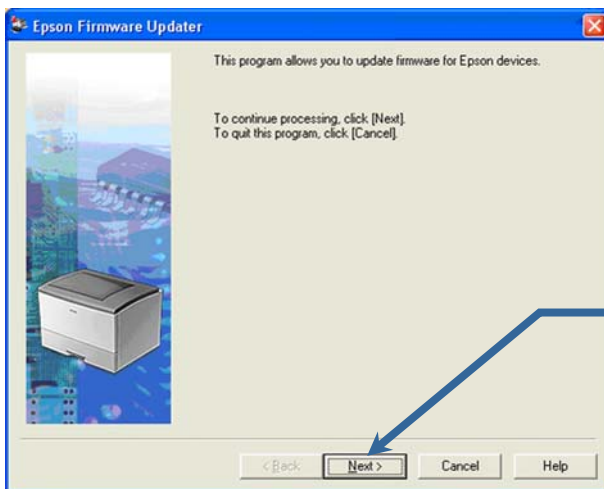 Epson Firmware Updater
This program allows you to update firmware for Epson devices.
To continue processing, click [Next].
To quit this program, click [Cancel].
< Back
Next >
Cancel
Help